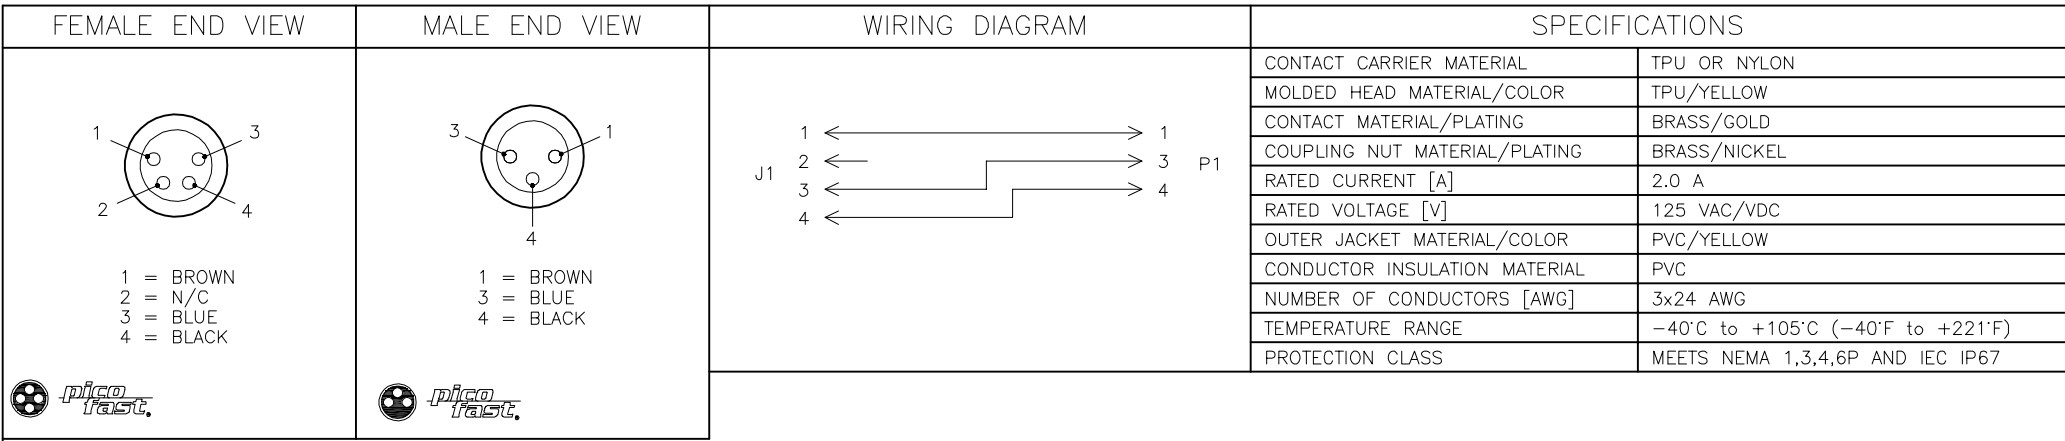 FEMALE END VIEW
1
3
2
4
1 = BROWN
2 = N/C
3 = BLUE
4 = BLACK
pico
fast.
MALE END VIEW
3
1
4
1 = BROWN
3 = BLUE
4 = BLACK
pico
fast.
WIRING DIAGRAM
J1
1
2
3
4
1
3
4
P1
SPECIFICATIONS
CONTACT CARRIER MATERIAL TPU OR NYLON
MOLDED HEAD MATERIAL/COLOR TPU/YELLOW
CONTACT MATERIAL/PLATING BRASS/GOLD
COUPLING NUT MATERIAL/PLATING BRASS/NICKEL
RATED CURRENT [A] 2.0 A
RATED VOLTAGE [V] 125 VAC/VDC
OUTER JACKET MATERIAL/COLOR PVC/YELLOW
CONDUCTOR INSULATION MATERIAL PVC
NUMBER OF CONDUCTORS [AWG] 3x24 AWG
TEMPERATURE RANGE -40°C to +105°C (-40°F to +221°F)
PROTECTION CLASS MEETS NEMA 1,3,4,6P AND IEC IP67